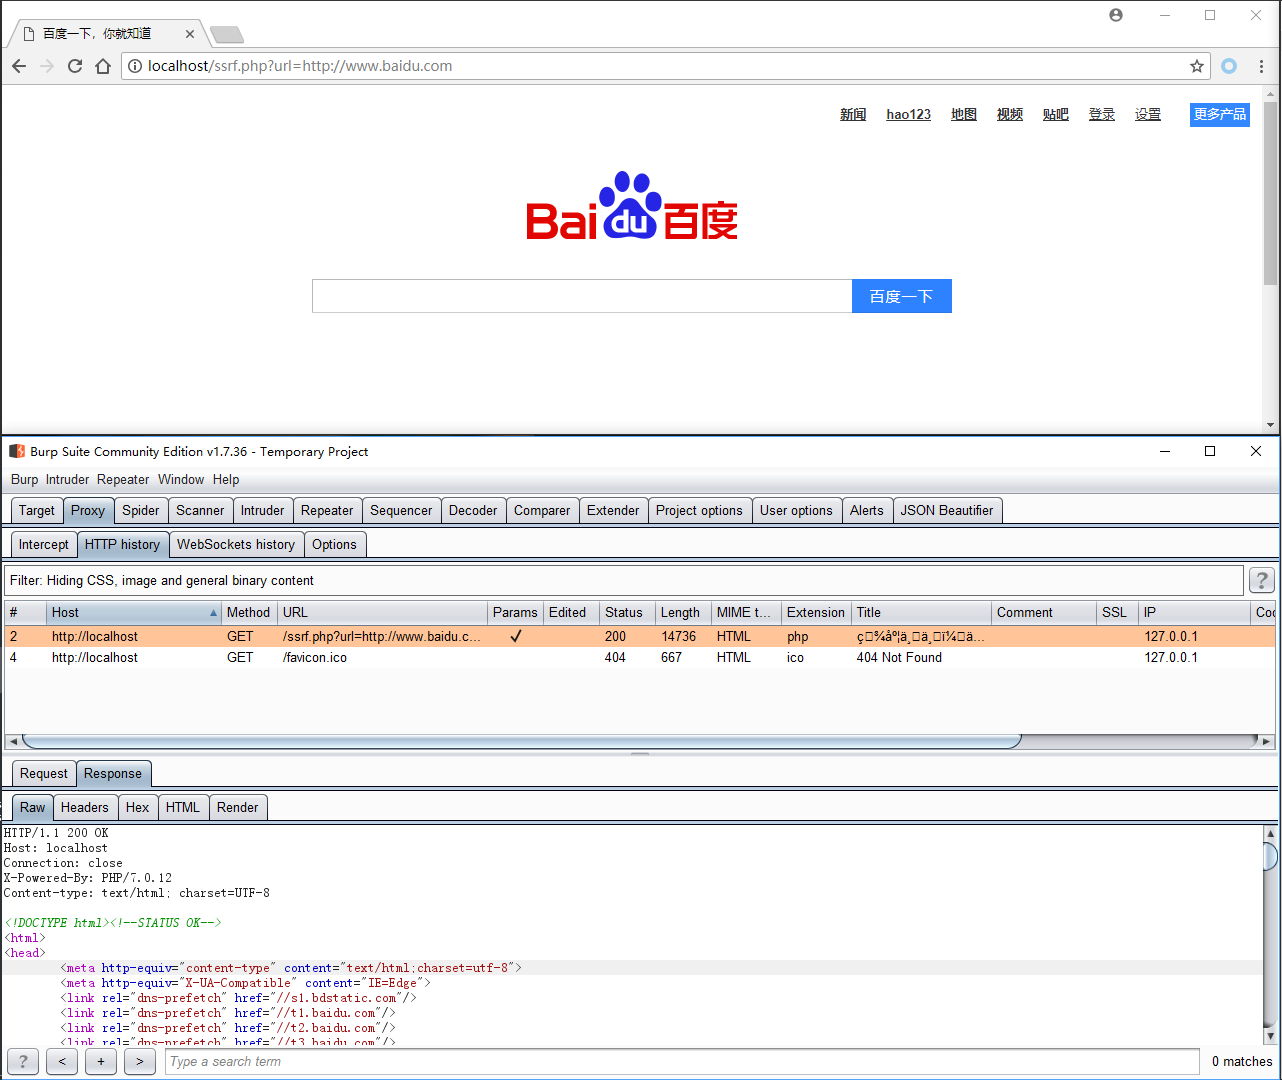 百度一下，你就知道
localhost/ssrf.php?url=http://www.baidu.com
新闻 hao123 地图 视频 贴吧 登录 设置 更多产品
Bai du 百度
百度一下
Burp Suite Community Edition v1.7.36 - Temporary Project
Burp Intruder Repeater Window Help
Target Proxy Spider Scanner Intruder Repeater Sequencer Decoder Comparer Extender Project options User options Alerts JSON Beautifier
Intercept HTTP history WebSockets history Options
Filter: Hiding CSS, image and general binary content ?
# Host Method URL Params Edited Status Length MIME t... Extension Title Comment SSL IP Coo
2 http://localhost GET /ssrf.php?url=http://www.baidu.c... ✓ 200 14736 HTML php 127.0.0.1
4 http://localhost GET /favicon.ico 404 667 HTML ico 404 Not Found 127.0.0.1
Request Response
Raw Headers Hex HTML Render
HTTP/1.1 200 OK
Host: localhost
Connection: close
X-Powered-By: PHP/7.0.12
Content-type: text/html; charset=UTF-8
<!DOCTYPE html><!--STATUS OK-->
<html>
<head>
<meta http-equiv="content-type" content="text/html;charset=utf-8">
<meta http-equiv="X-UA-Compatible" content="IE=Edge">
<link rel="dns-prefetch" href="//s1.bdstatic.com"/>
<link rel="dns-prefetch" href="//t1.baidu.com"/>
<link rel="dns-prefetch" href="//t2.baidu.com"/>
<link rel="dns-prefetch" href="//t3.baidu.com"/>
? < + > Type a search term 0 matches